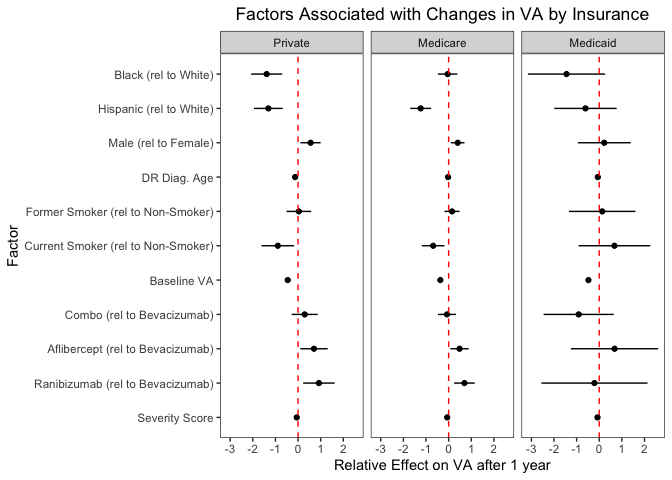 Factors Associated with Changes in VA by Insurance
Private
Medicare
Medicaid
Factor
Black (rel to White)
Hispanic (rel to White)
Male (rel to Female)
DR Diag. Age
Former Smoker (rel to Non-Smoker)
Current Smoker (rel to Non-Smoker)
Baseline VA
Combo (rel to Bevacizumab)
Aflibercept (rel to Bevacizumab)
Ranibizumab (rel to Bevacizumab)
Severity Score
-3 -2 -1 0 1 2
-3 -2 -1 0 1 2
-3 -2 -1 0 1 2
Relative Effect on VA after 1 year